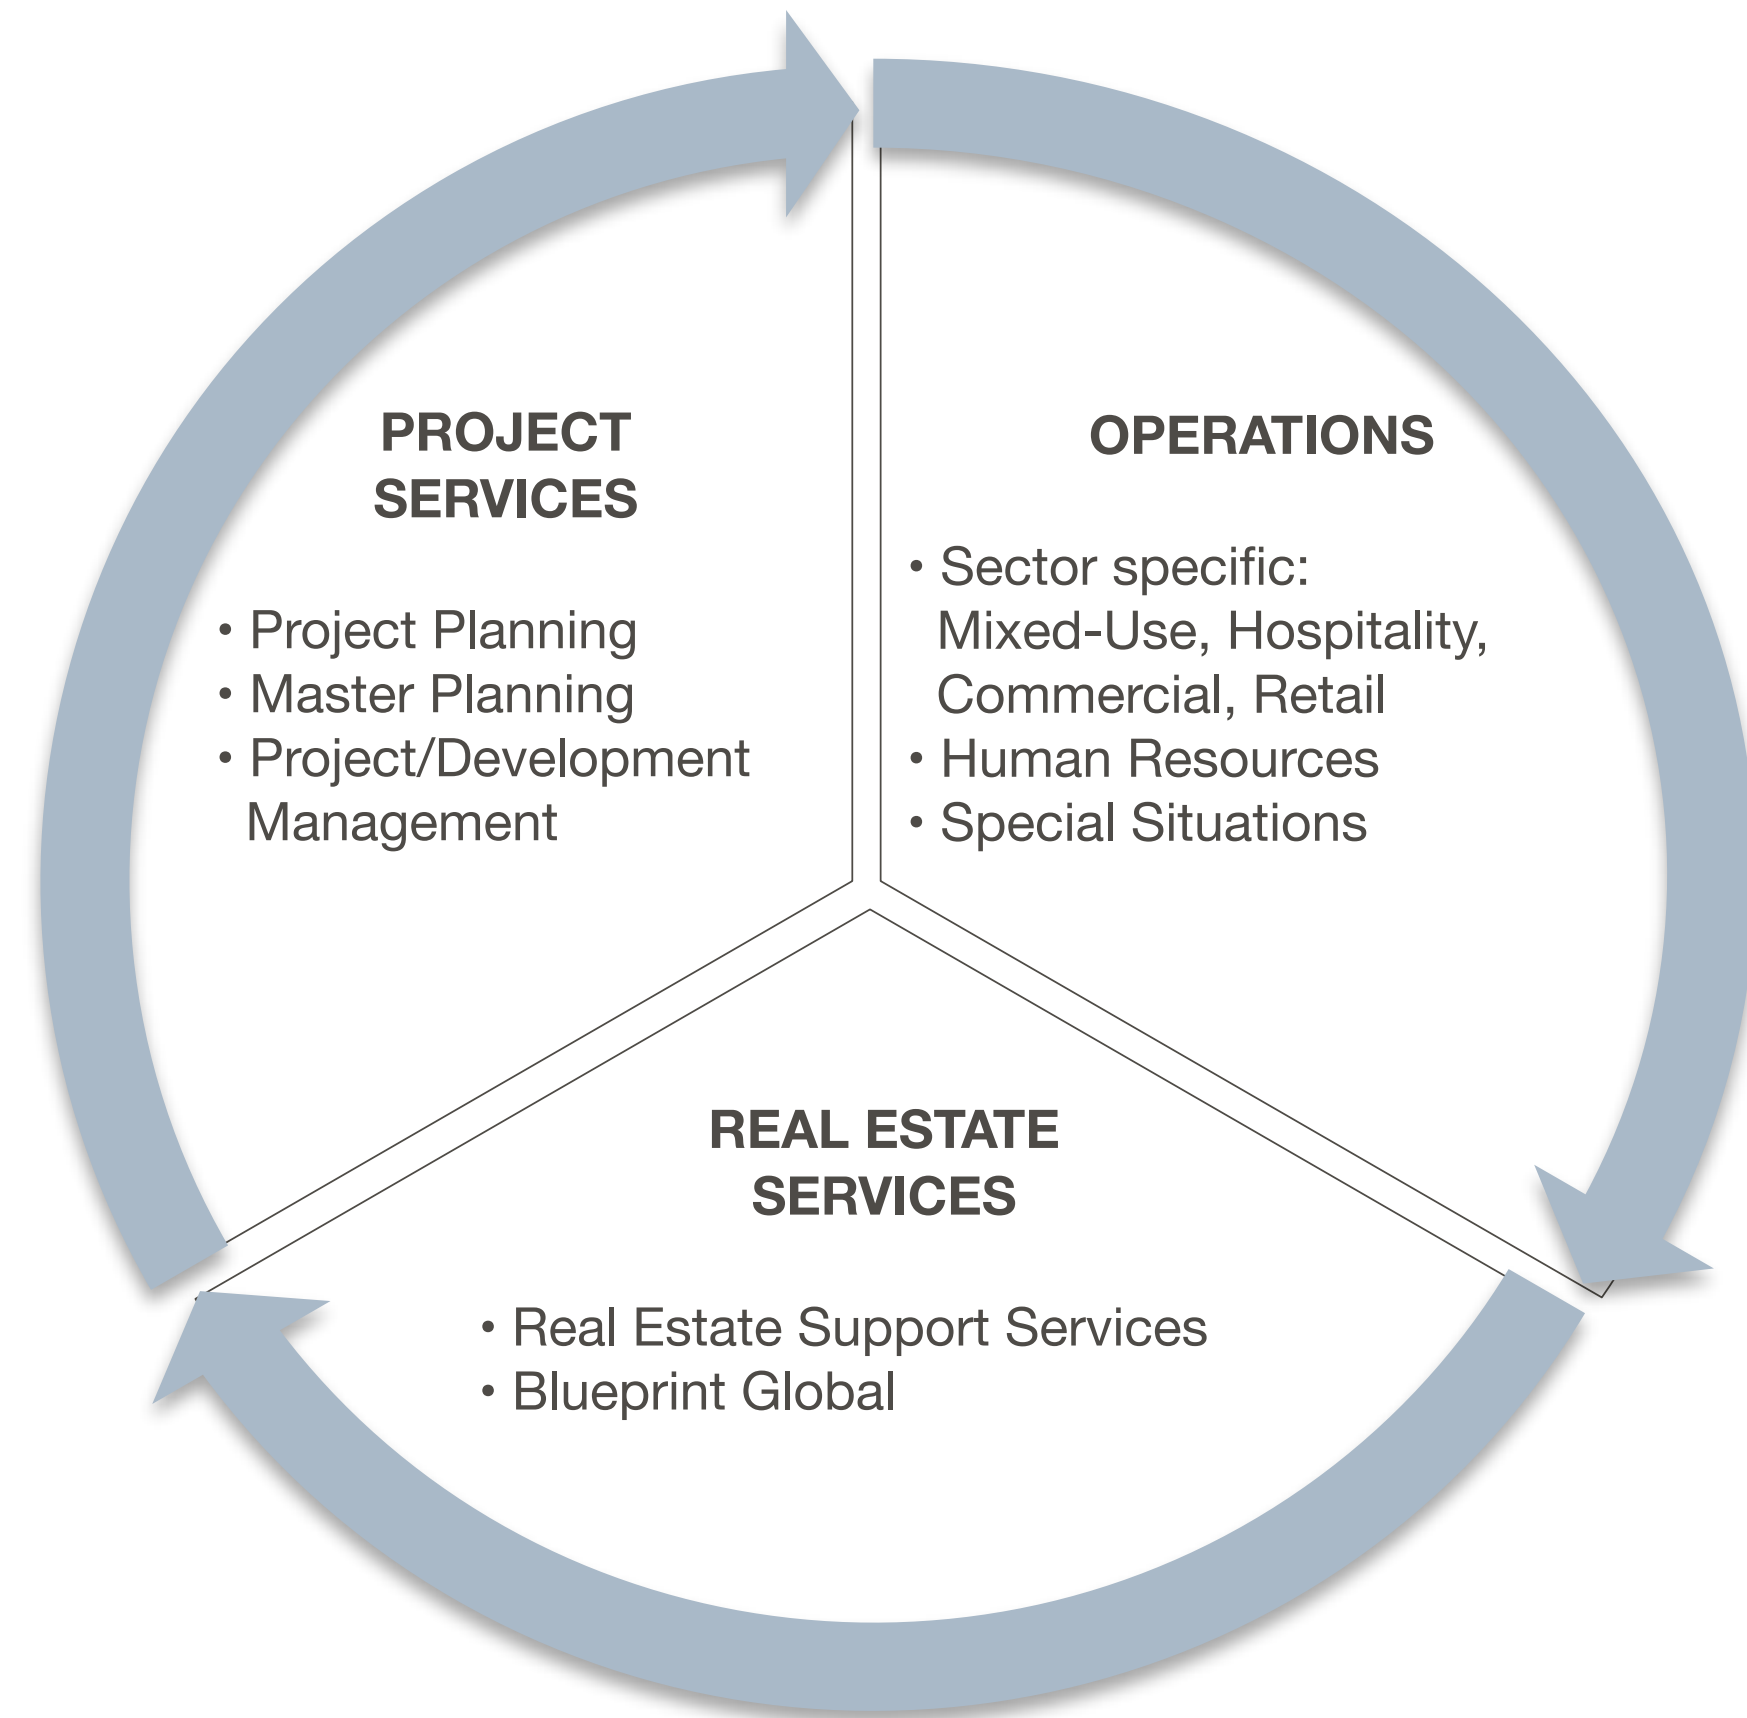 PROJECT
SERVICES
• Project Planning
• Master Planning
• Project/Development
Management
OPERATIONS
• Sector specific:
Mixed-Use, Hospitality,
Commercial, Retail
• Human Resources
• Special Situations
REAL ESTATE
SERVICES
• Real Estate Support Services
• Blueprint Global